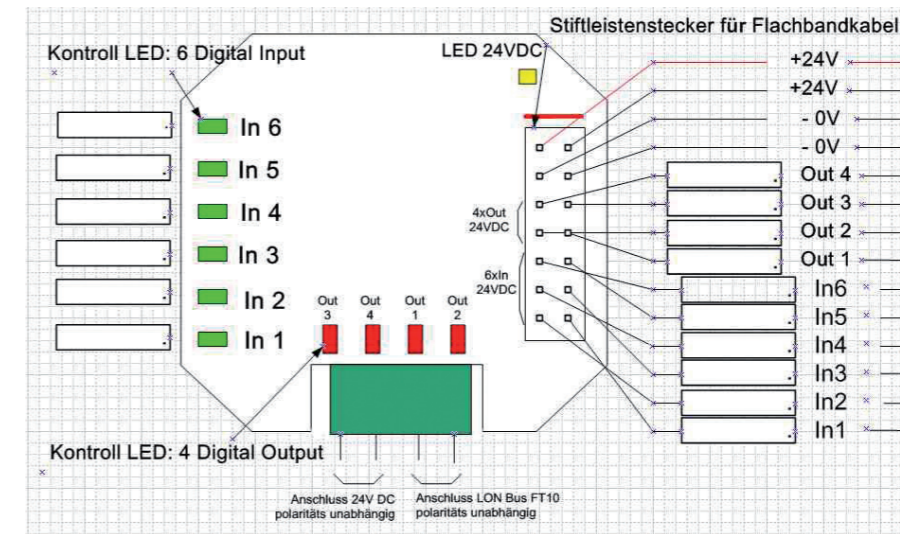 Stiftleistenstecker für Flachbandkabel
Kontroll LED: 6 Digital Input
LED 24VDC
+24V
+24V
- 0V
- 0V
Out 4
Out 3
Out 2
Out 1
In6
In5
In4
In3
In2
In1
In 6
In 5
In 4
In 3
In 2
In 1
4xOut
24VDC
6xIn
24VDC
Out
3
Out
4
Out
1
Out
2
Kontroll LED: 4 Digital Output
Anschluss 24V DC
polaritäts unabhängig
Anschluss LON Bus FT10
polaritäts unabhängig